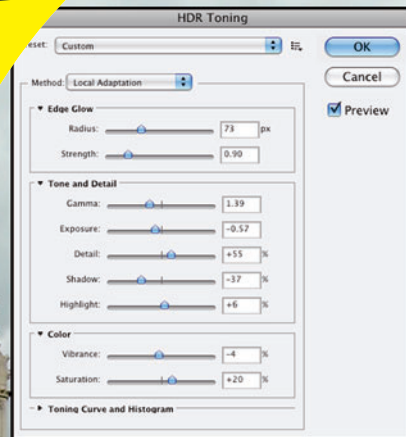 HDR Toning
eset: Custom
OK
Method: Local Adaptation
Cancel
Preview
Edge Glow
Radius: 73 px
Strength: 0.90
Tone and Detail
Gamma: 1.39
Exposure: -0.57
Detail: +55 %
Shadow: -37 %
Highlight: +6 %
Color
Vibrance: -4 %
Saturation: +20 %
Toning Curve and Histogram